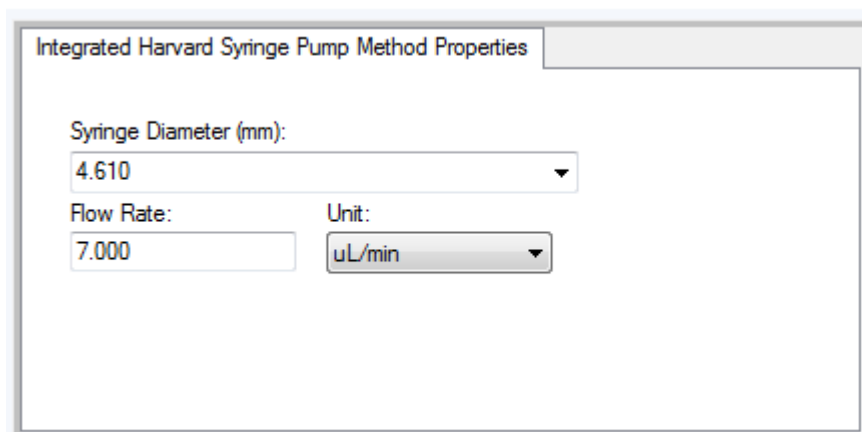 Integrated Harvard Syringe Pump Method Properties
Syringe Diameter (mm):
4.610
Flow Rate: Unit:
7.000 uL/min